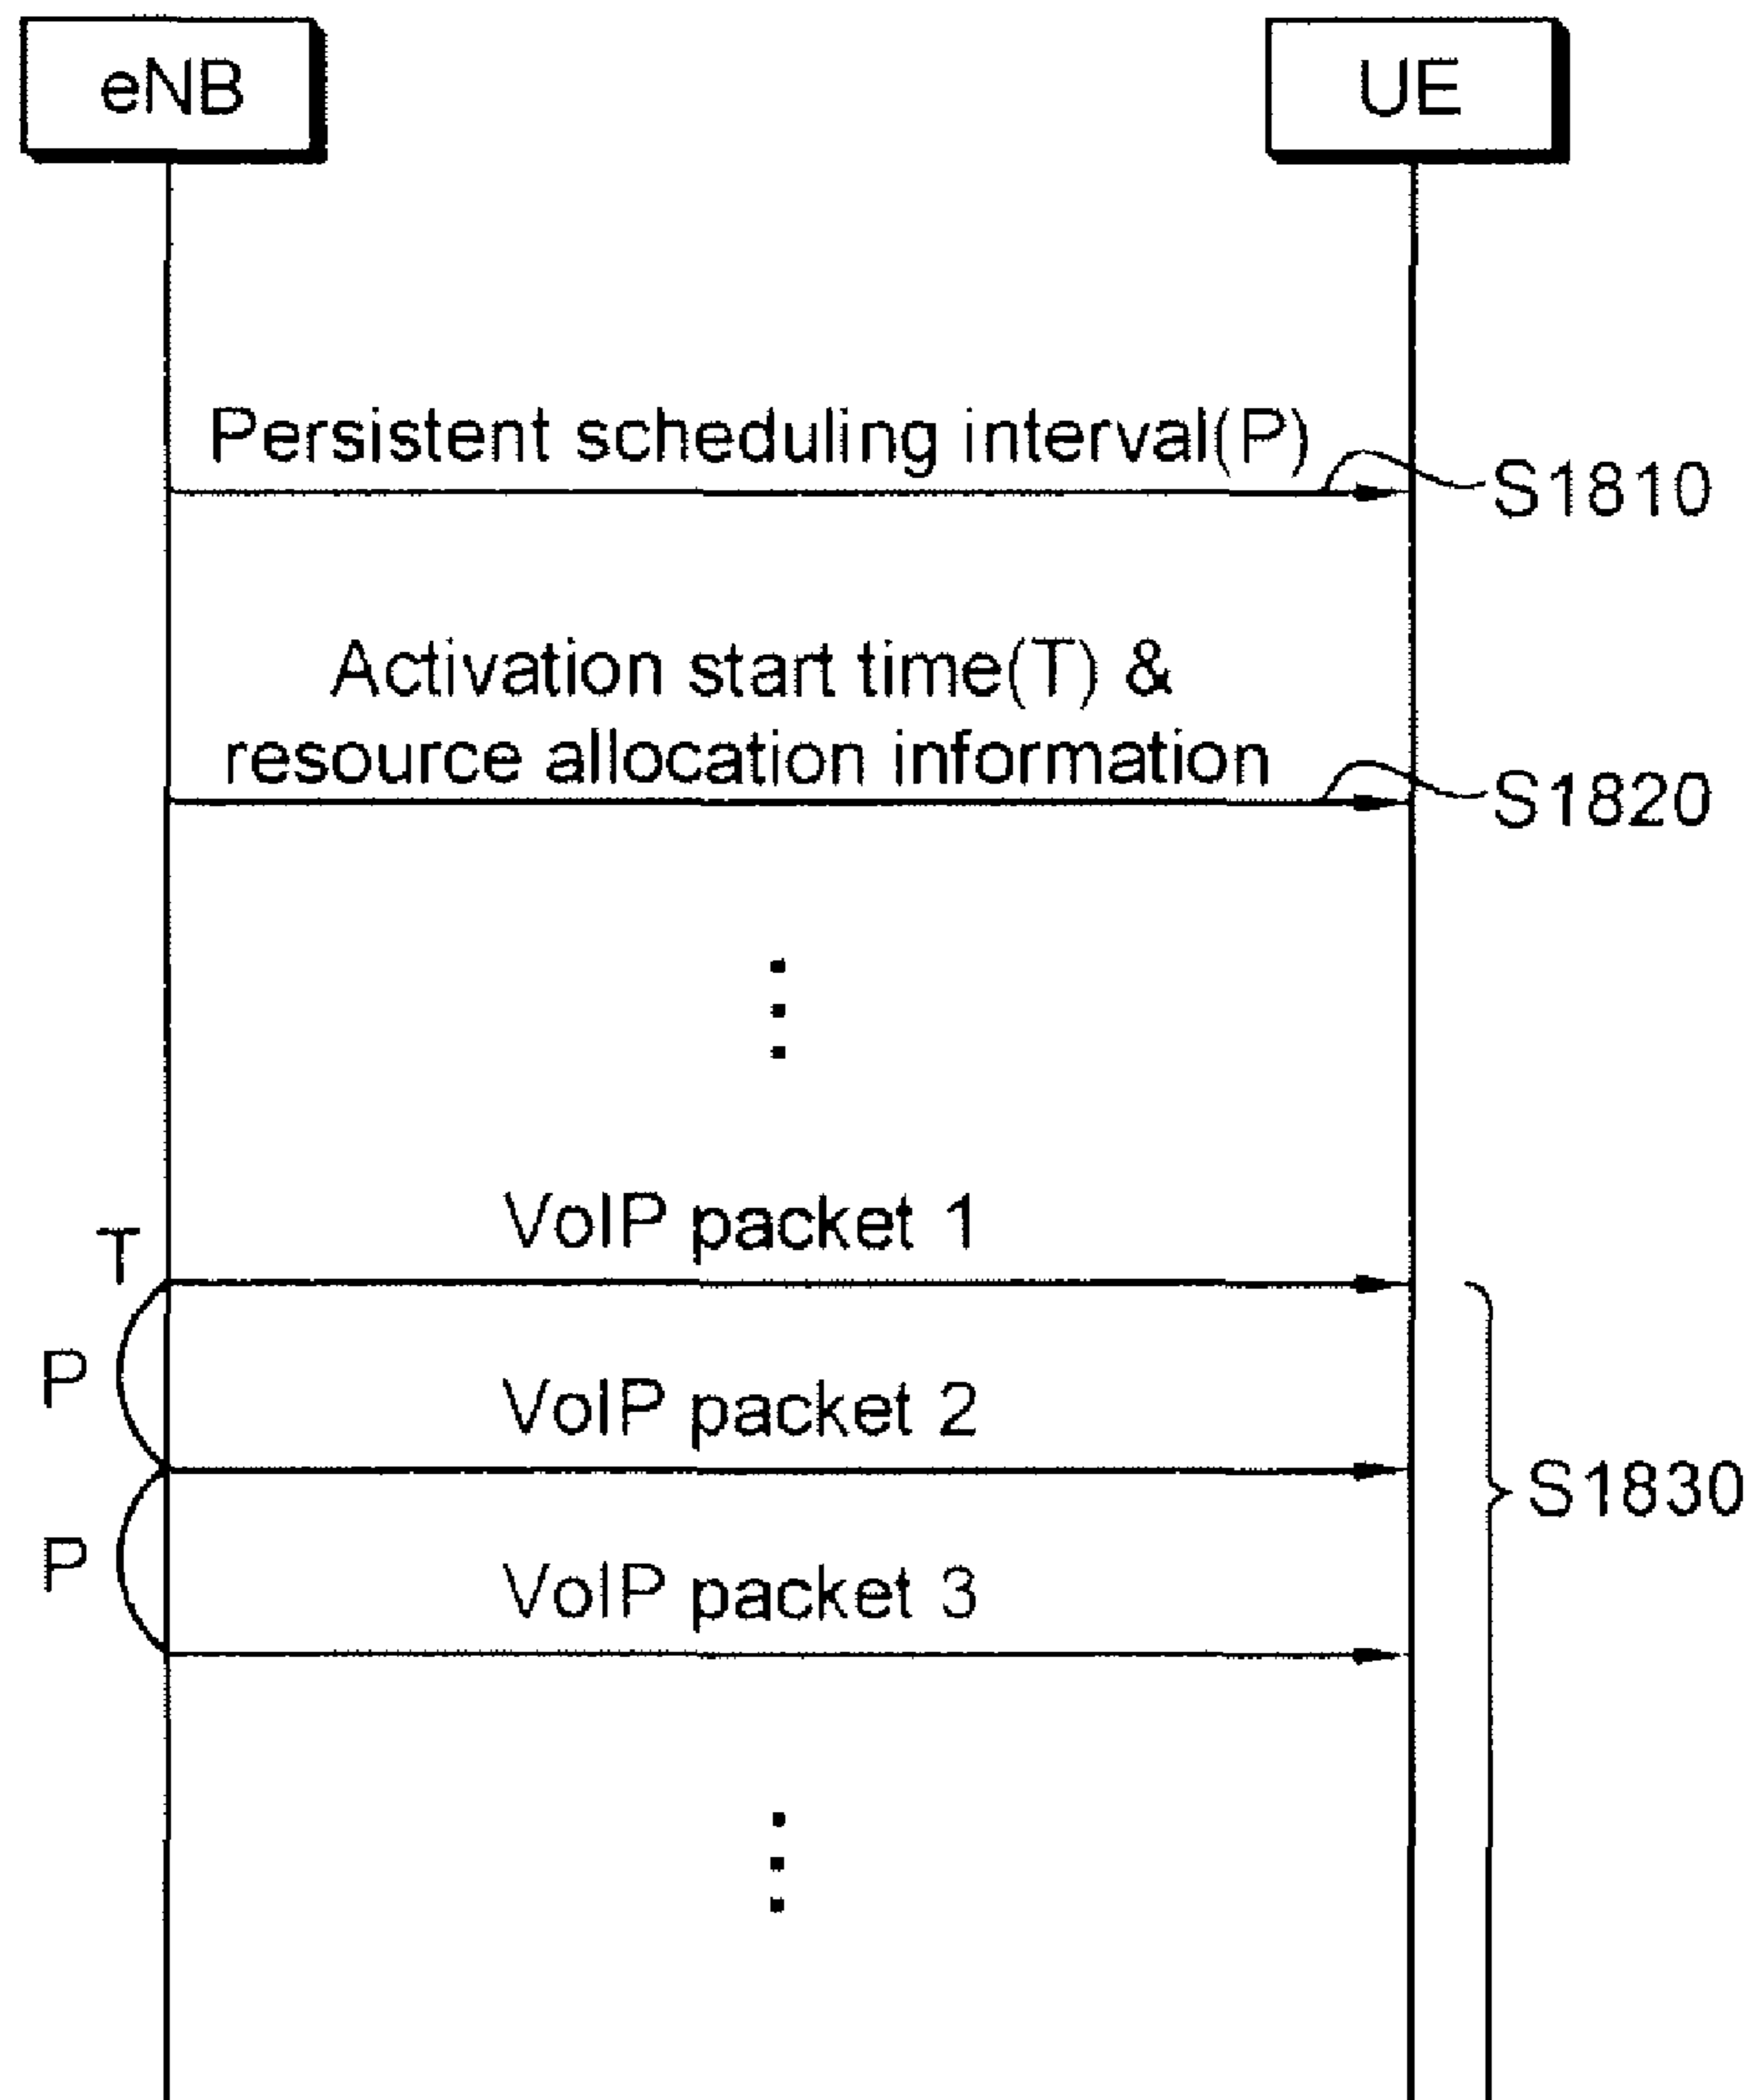 eNB
UE
Persistent scheduling interval(P)
S1810
Activation start time(T) &
resource allocation information
S1820
VoIP packet 1
T
P
VoIP packet 2
S1830
P
VoIP packet 3